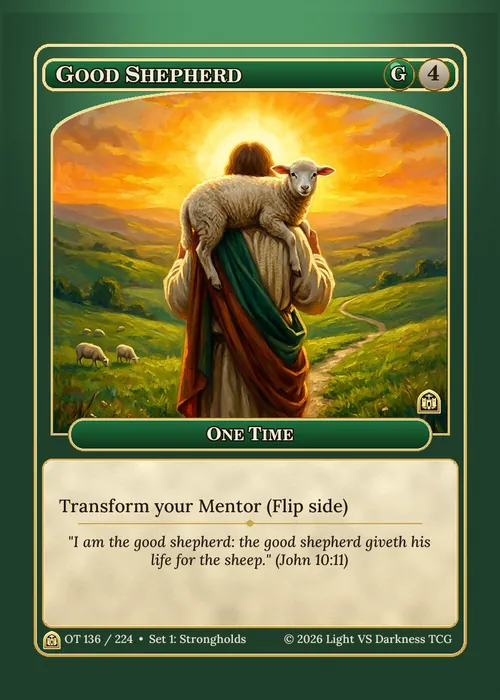 Good Shepherd
G 4
One Time
Transform your Mentor (Flip side)
"I am the good shepherd: the good shepherd giveth his
life for the sheep." (John 10:11)
OT 136 / 224 • Set 1: Strongholds © 2026 Light VS Darkness TCG